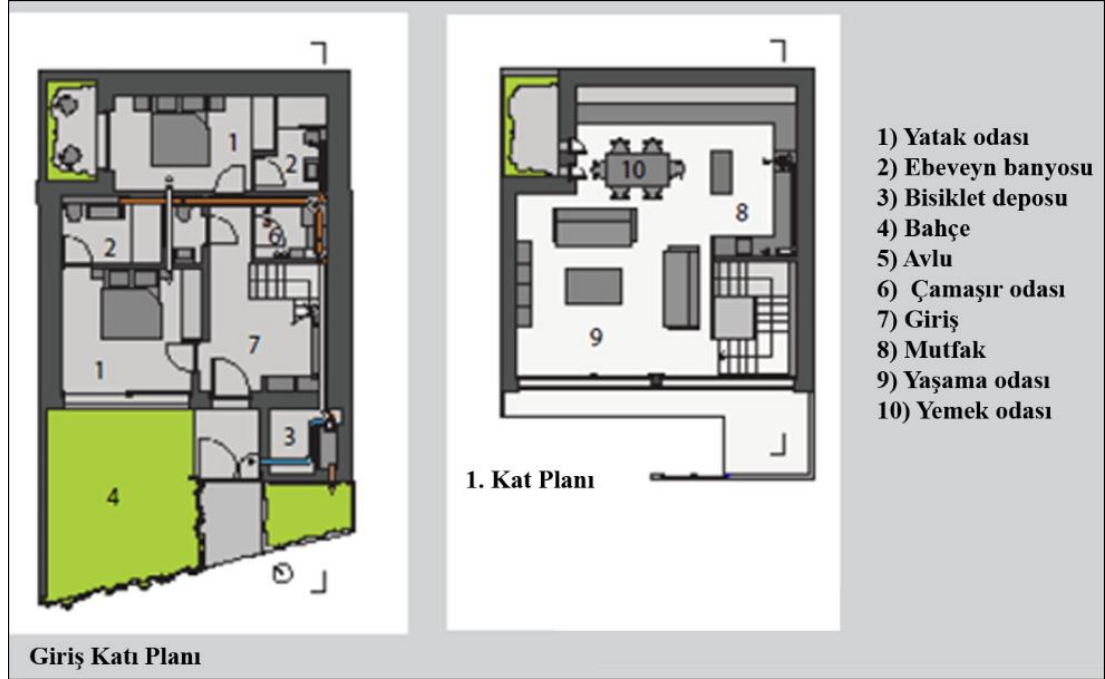 1
2
2
6
1
7
3
4
Giriş Katı Planı
10
8
9
1. Kat Planı
1) Yatak odası
2) Ebeveyn banyosu
3) Bisiklet deposu
4) Bahçe
5) Avlu
6) Çamaşır odası
7) Giriş
8) Mutfak
9) Yaşama odası
10) Yemek odası